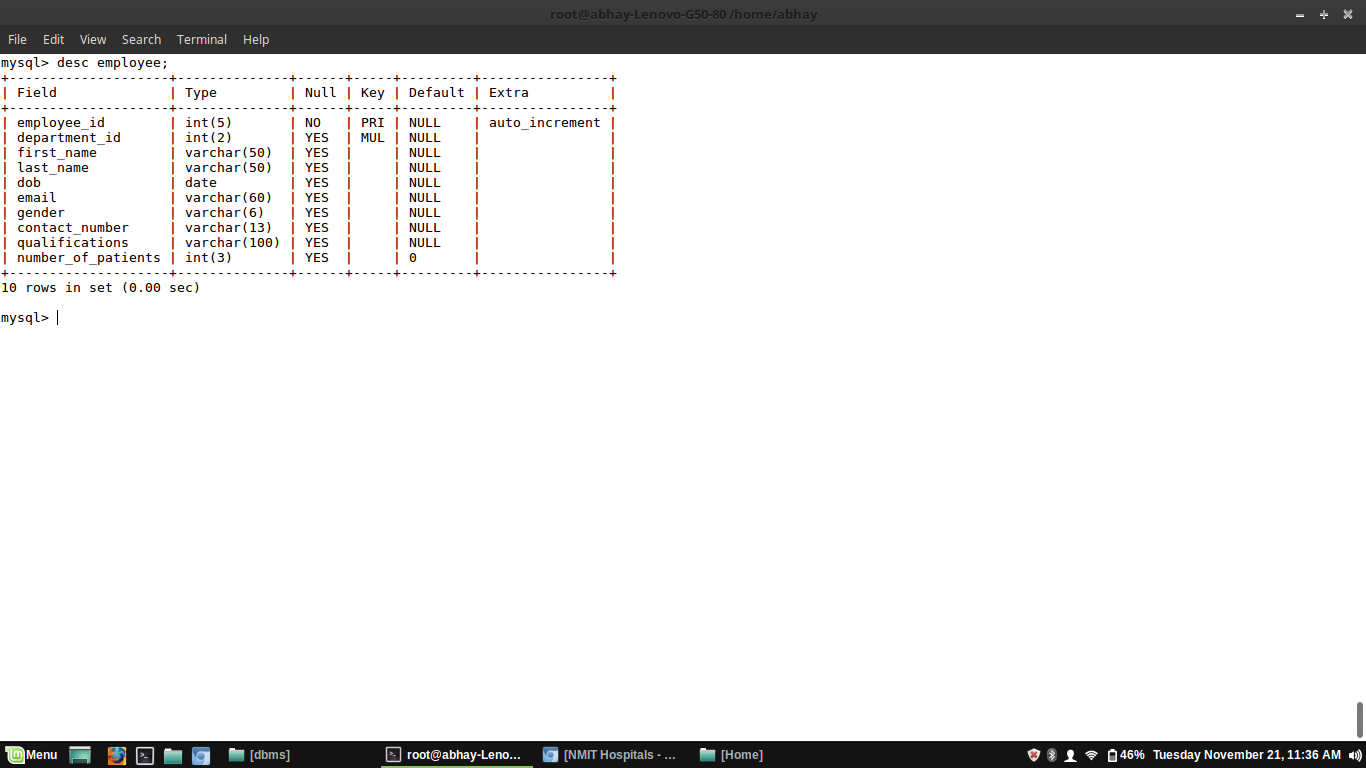 root@abhay-Lenovo-G50-80 /home/abhay
File Edit View Search Terminal Help
mysql> desc employee;
+--------------------+--------------+------+-----+---------+----------------+
| Field              | Type         | Null | Key | Default | Extra          |
+--------------------+--------------+------+-----+---------+----------------+
| employee_id        | int(5)       | NO   | PRI | NULL    | auto_increment |
| department_id      | int(2)       | YES  | MUL | NULL    |                |
| first_name         | varchar(50)  | YES  |     | NULL    |                |
| last_name          | varchar(50)  | YES  |     | NULL    |                |
| dob                | date         | YES  |     | NULL    |                |
| email              | varchar(60)  | YES  |     | NULL    |                |
| gender             | varchar(6)   | YES  |     | NULL    |                |
| contact_number     | varchar(13)  | YES  |     | NULL    |                |
| qualifications     | varchar(100) | YES  |     | NULL    |                |
| number_of_patients | int(3)       | YES  |     | 0       |                |
+--------------------+--------------+------+-----+---------+----------------+
10 rows in set (0.00 sec)
mysql>
Menu [dbms] root@abhay-Leno... [NMIT Hospitals - ... [Home] 46% Tuesday November 21, 11:36 AM